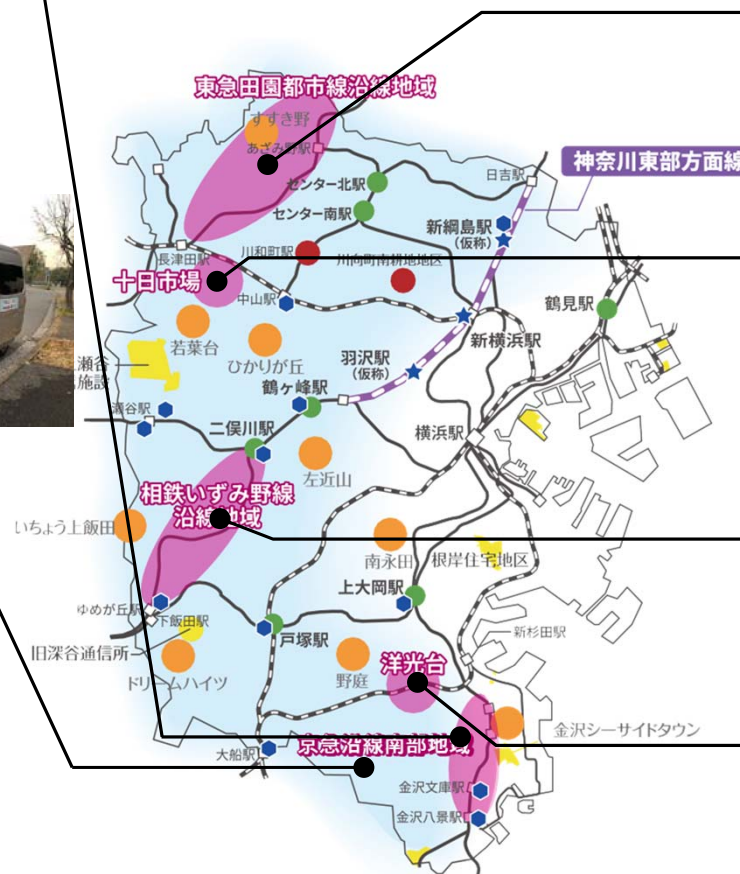 東急田園都市線沿線地域
すすき野
あざみ野駅
センター北駅
センター南駅
日吉駅
神奈川東部方面線
新綱島駅
(仮称)
長津田駅
川和町駅
川向町南耕地地区
十日市場
中山駅
鶴見駅
若葉台
ひかりが丘
新横浜駅
羽沢駅
(仮称)
瀬谷
施設
鶴ヶ峰駅
瀬谷駅
二俣川駅
横浜駅
左近山
相鉄いずみ野線
沿線地域
いちょう上飯田
南永田
根岸住宅地区
上大岡駅
ゆめが丘駅
下飯田駅
戸塚駅
新杉田駅
旧深谷通信所
ドリームハイツ
野庭
洋光台
金沢シーサイドタウン
京急沿線南部地域
大船駅
金沢文庫駅
金沢八景駅